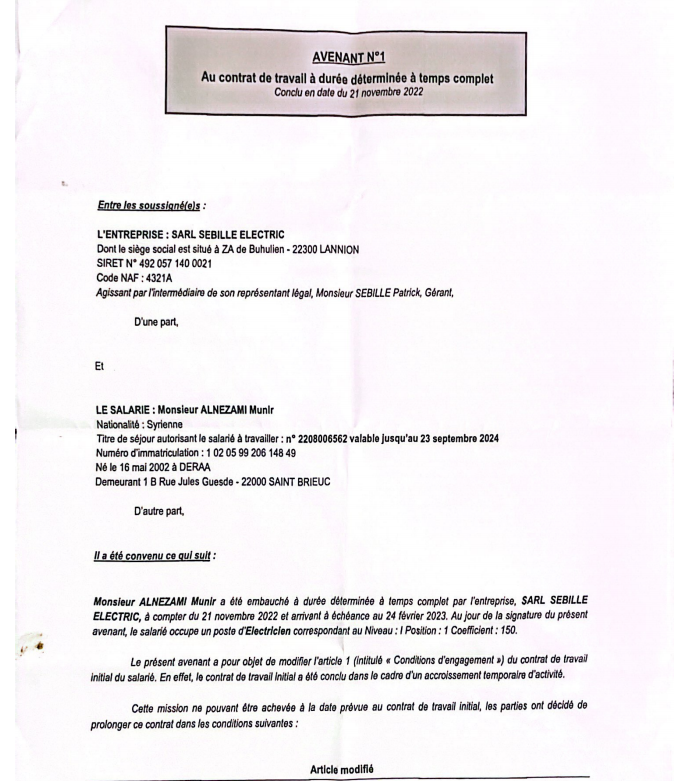 AVENANT N°1
Au contrat de travail à durée déterminée à temps complet
Conclu en date du 21 novembre 2022
Entre les soussigné(e)s :
L'ENTREPRISE : SARL SEBILLE ELECTRIC
Dont le siège social est situé à ZA de Buhulien - 22300 LANNION
SIRET N° 492 057 140 0021
Code NAF : 4321A
Agissant par l'intermédiaire de son représentant légal, Monsieur SEBILLE Patrick, Gérant,
D'une part,
Et
LE SALARIE : Monsieur ALNEZAMI Munir
Nationalité : Syrienne
Titre de séjour autorisant le salarié à travailler : n° 2208006562 valable jusqu'au 23 septembre 2024
Numéro d'immatriculation : 1 02 05 99 206 148 49
Né le 16 mai 2002 à DERAA
Demeurant 1 B Rue Jules Guesde - 22000 SAINT BRIEUC
D'autre part,
Il a été convenu ce qui suit :
Monsieur ALNEZAMI Munir a été embauché à durée déterminée à temps complet par l'entreprise, SARL SEBILLE
ELECTRIC, à compter du 21 novembre 2022 et arrivant à échéance au 24 février 2023. Au jour de la signature du présent
avenant, le salarié occupe un poste d'Electricien correspondant au Niveau : I Position : 1 Coefficient : 150.
Le présent avenant a pour objet de modifier l'article 1 (intitulé « Conditions d'engagement ») du contrat de travail
initial du salarié. En effet, le contrat de travail initial a été conclu dans le cadre d'un accroissement temporaire d'activité.
Cette mission ne pouvant être achevée à la date prévue au contrat de travail initial, les parties ont décidé de
prolonger ce contrat dans les conditions suivantes :
Article modifié